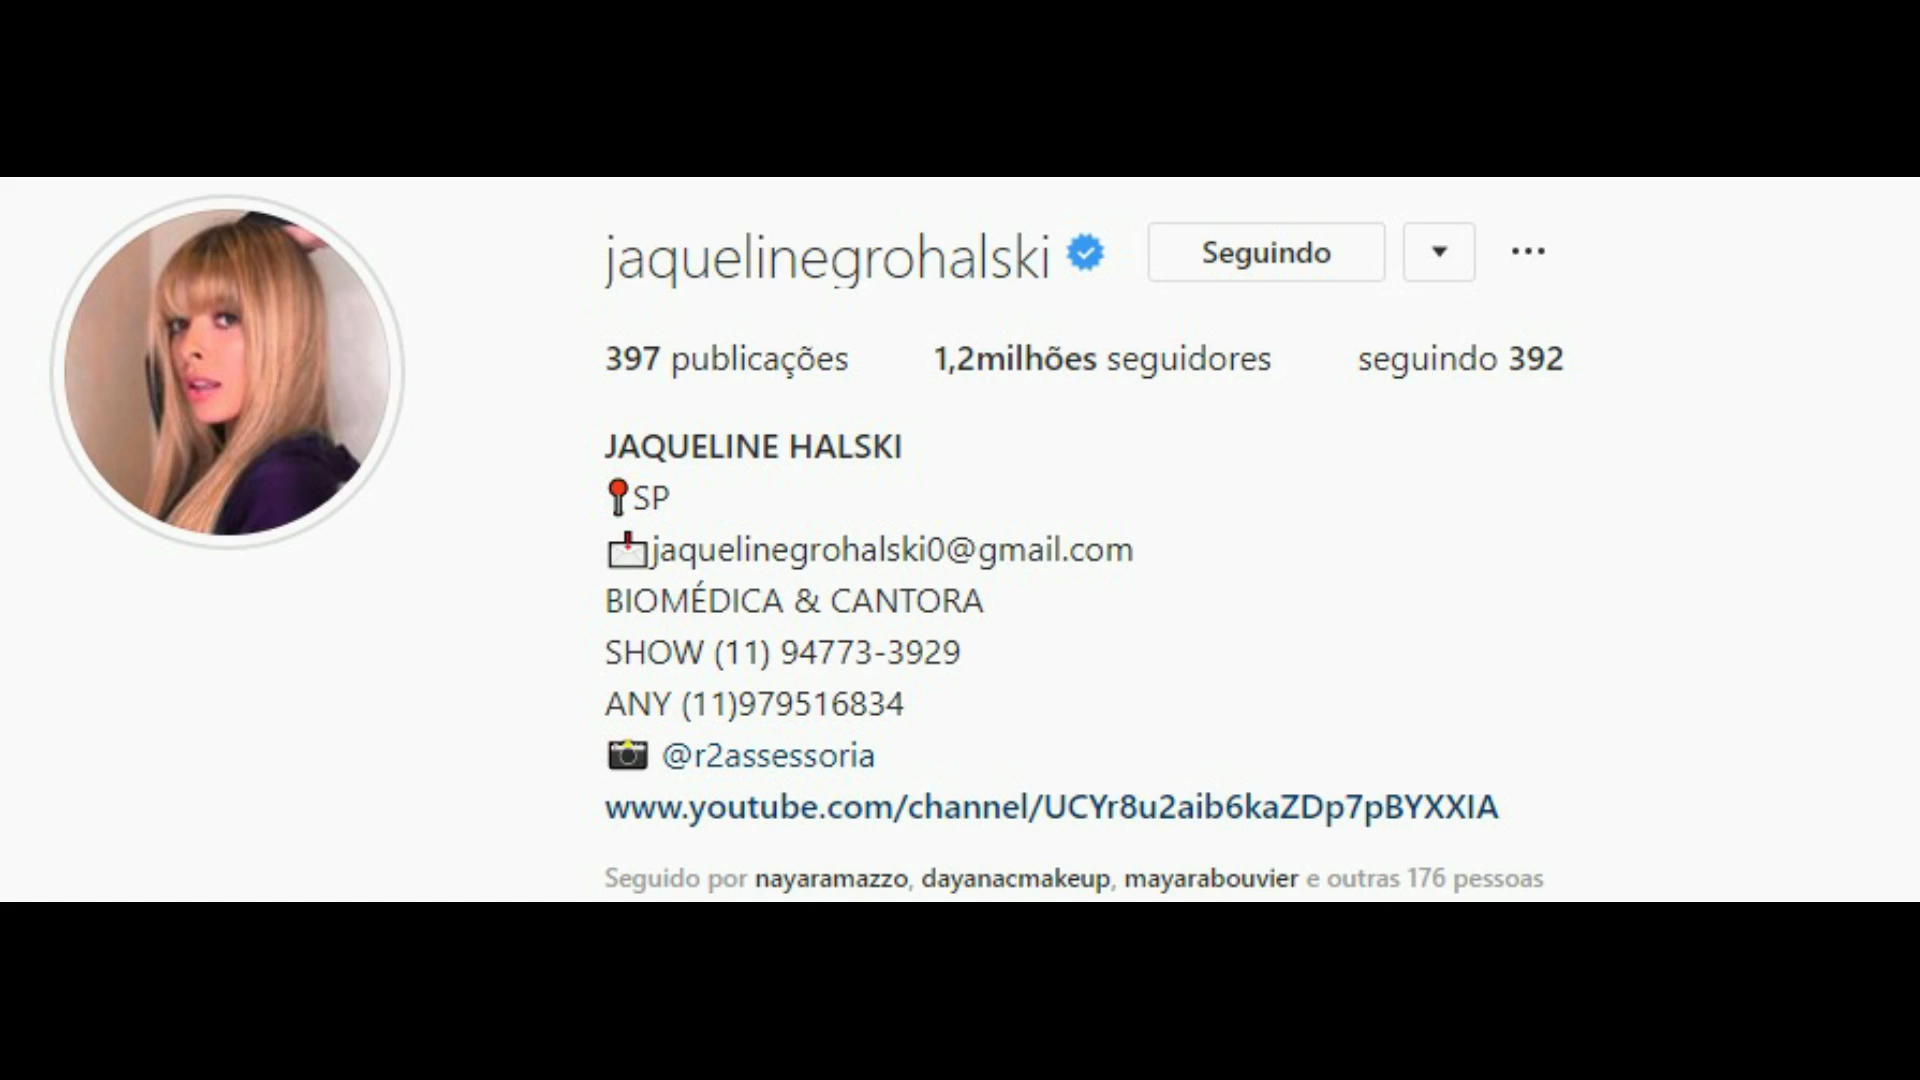 jaquelinegrohalski Seguindo
397 publicações 1,2milhões seguidores seguindo 392
JAQUELINE HALSKI
SP
jaquelinegrohalski0@gmail.com
BIOMÉDICA & CANTORA
SHOW (11) 94773-3929
ANY (11)979516834
@r2assessoria
www.youtube.com/channel/UCYr8u2aib6kaZDp7pBYXXIA
Seguido por nayaramazzo, dayanacmakeup, mayarabouvier e outras 176 pessoas